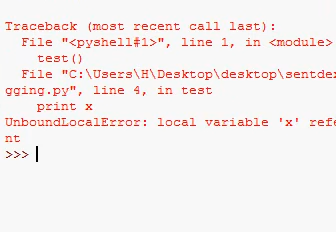 Traceback (most recent call last):
  File "<pyshell#1>", line 1, in <module>
    test()
  File "C:\Users\H\Desktop\desktop\sentde
gging.py", line 4, in test
    print x
UnboundLocalError: local variable 'x' refe
nt
>>>